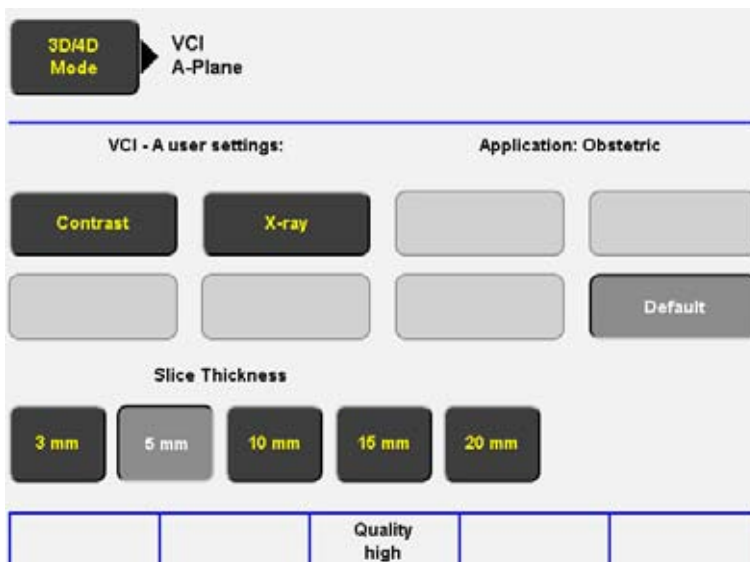 3D/4D
Mode
VCI
A-Plane
VCI - A user settings:
Application: Obstetric
Contrast
X-ray
Default
Slice Thickness
3 mm
5 mm
10 mm
15 mm
20 mm
Quality
high